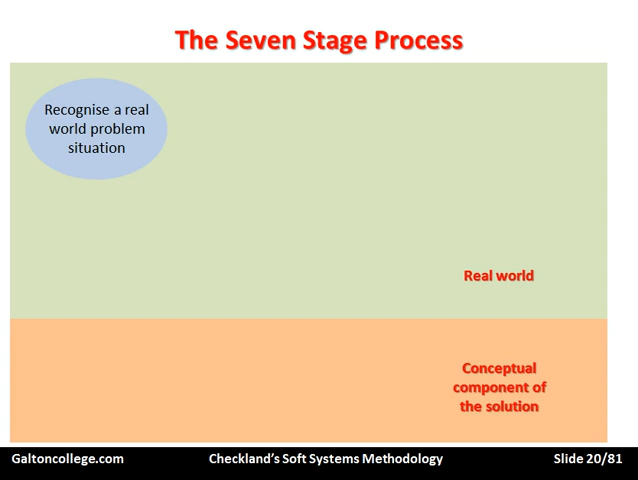 The Seven Stage Process
Recognise a real
world problem
situation
Real world
Conceptual
component of
the solution
Galtoncollege.com
Checkland's Soft Systems Methodology
Slide 20/81